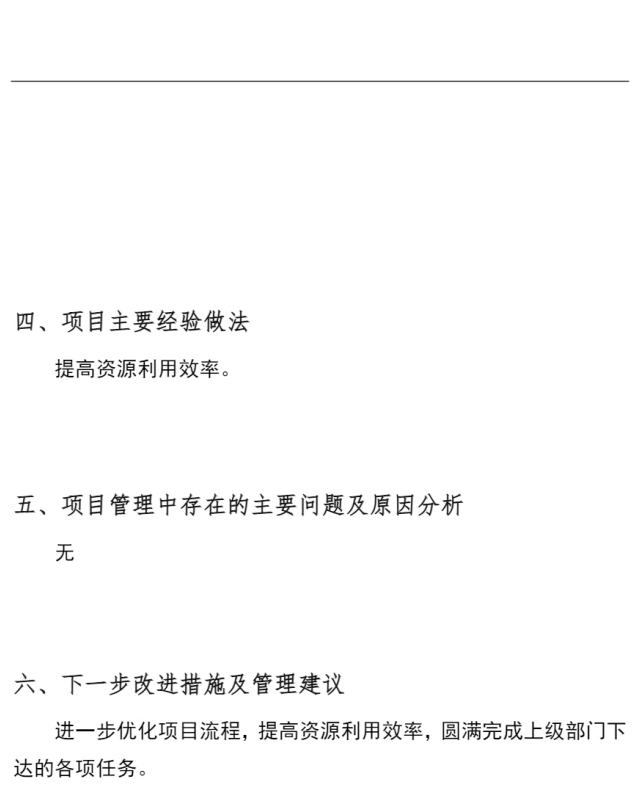 四、项目主要经验做法
提高资源利用效率。
五、项目管理中存在的主要问题及原因分析
无
六、下一步改进措施及管理建议
进一步优化项目流程，提高资源利用效率，圆满完成上级部门下
达的各项任务。